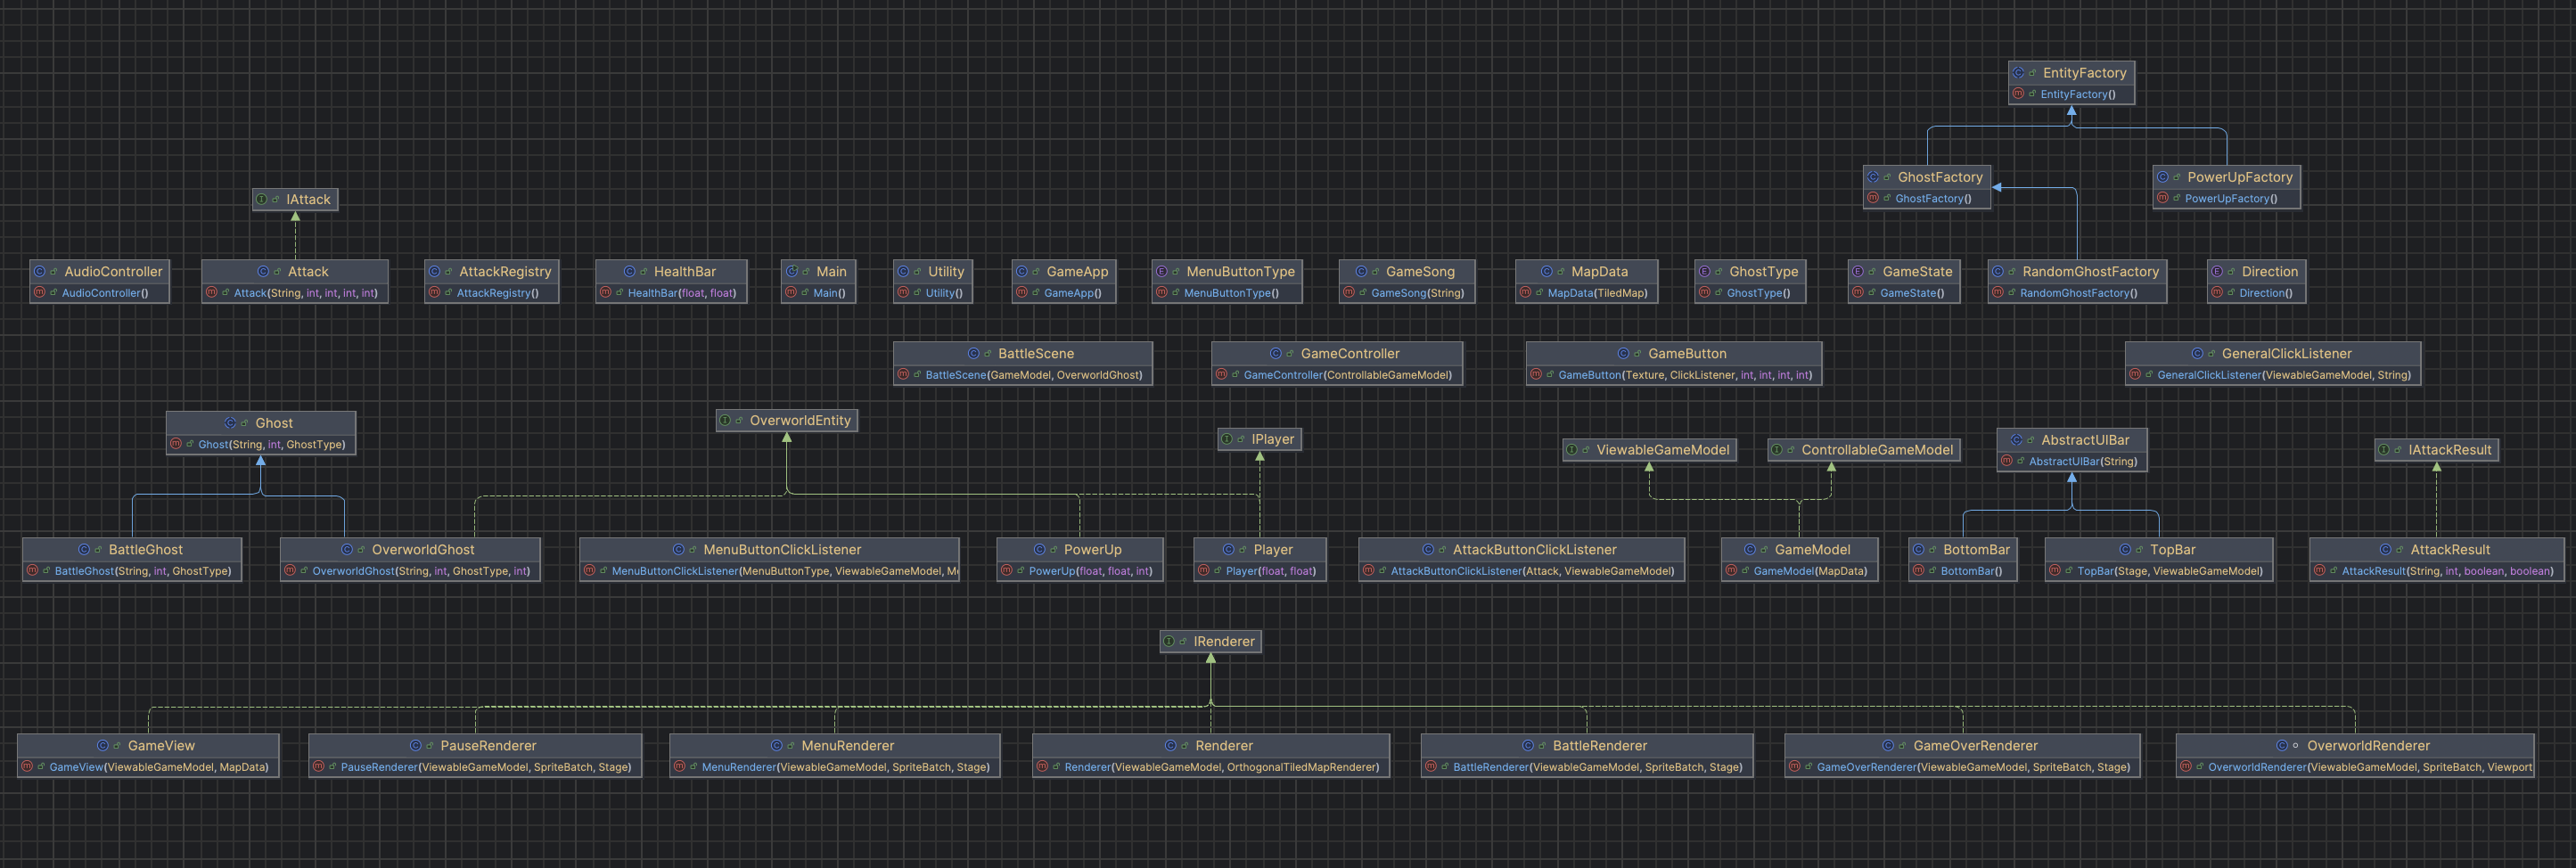 EntityFactory
EntityFactory()
GhostFactory
GhostFactory()
PowerUpFactory
PowerUpFactory()
IAttack
AudioController
AudioController()
Attack
Attack(String, int, int, int, int)
AttackRegistry
AttackRegistry()
HealthBar
HealthBar(float, float)
Main
Main()
Utility
Utility()
GameApp
GameApp()
MenuButtonType
MenuButtonType()
GameSong
GameSong(String)
MapData
MapData(TiledMap)
GhostType
GhostType()
GameState
GameState()
RandomGhostFactory
RandomGhostFactory()
Direction
Direction()
BattleScene
BattleScene(GameModel, OverworldGhost)
GameController
GameController(ControllableGameModel)
GameButton
GameButton(Texture, ClickListener, int, int, int, int)
GeneralClickListener
GeneralClickListener(ViewableGameModel, String)
Ghost
Ghost(String, int, GhostType)
OverworldEntity
IPlayer
ViewableGameModel
ControllableGameModel
AbstractUIBar
AbstractUIBar(String)
IAttackResult
BattleGhost
BattleGhost(String, int, GhostType)
OverworldGhost
OverworldGhost(String, int, GhostType, int)
MenuButtonClickListener
MenuButtonClickListener(MenuButtonType, ViewableGameModel, M
PowerUp
PowerUp(float, float, int)
Player
Player(float, float)
AttackButtonClickListener
AttackButtonClickListener(Attack, ViewableGameModel)
GameModel
GameModel(MapData)
BottomBar
BottomBar()
TopBar
TopBar(Stage, ViewableGameModel)
AttackResult
AttackResult(String, int, boolean, boolean)
IRenderer
GameView
GameView(ViewableGameModel, MapData)
PauseRenderer
PauseRenderer(ViewableGameModel, SpriteBatch, Stage)
MenuRenderer
MenuRenderer(ViewableGameModel, SpriteBatch, Stage)
Renderer
Renderer(ViewableGameModel, OrthogonalTiledMapRenderer)
BattleRenderer
BattleRenderer(ViewableGameModel, SpriteBatch, Stage)
GameOverRenderer
GameOverRenderer(ViewableGameModel, SpriteBatch, Stage)
OverworldRenderer
OverworldRenderer(ViewableGameModel, SpriteBatch, Viewport